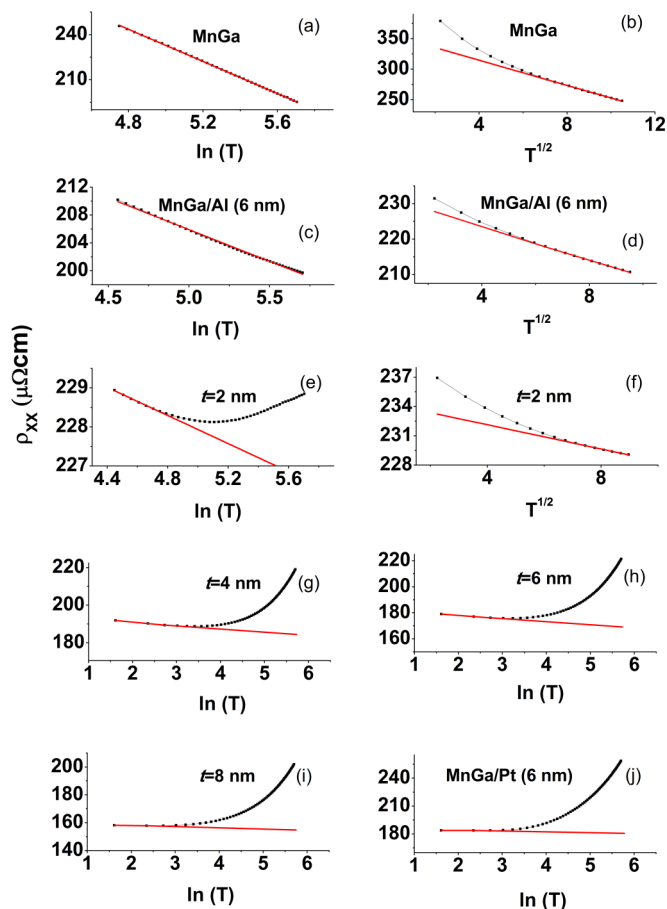 MnGa (a)
240
210
4.8 5.2 5.6
ln (T)
MnGa (b)
350
300
250
4 8 12
T1/2
MnGa/Al (6 nm)
(c)
212
208
204
200
4.5 5.0 5.5
ln (T)
MnGa/Al (6 nm)
(d)
230
220
210
4 8
T1/2
ρxx (μΩcm)
t=2 nm (e)
229
228
227
4.4 4.8 5.2 5.6
ln (T)
t=2 nm (f)
237
234
231
228
4 8
T1/2
t=4 nm (g)
220
210
200
190
180
1 2 3 4 5 6
ln (T)
t=6 nm (h)
220
200
180
160
1 2 3 4 5 6
ln (T)
t=8 nm (i)
200
180
160
140
1 2 3 4 5 6
ln (T)
MnGa/Pt (6 nm) (j)
240
210
180
1 2 3 4 5 6
ln (T)